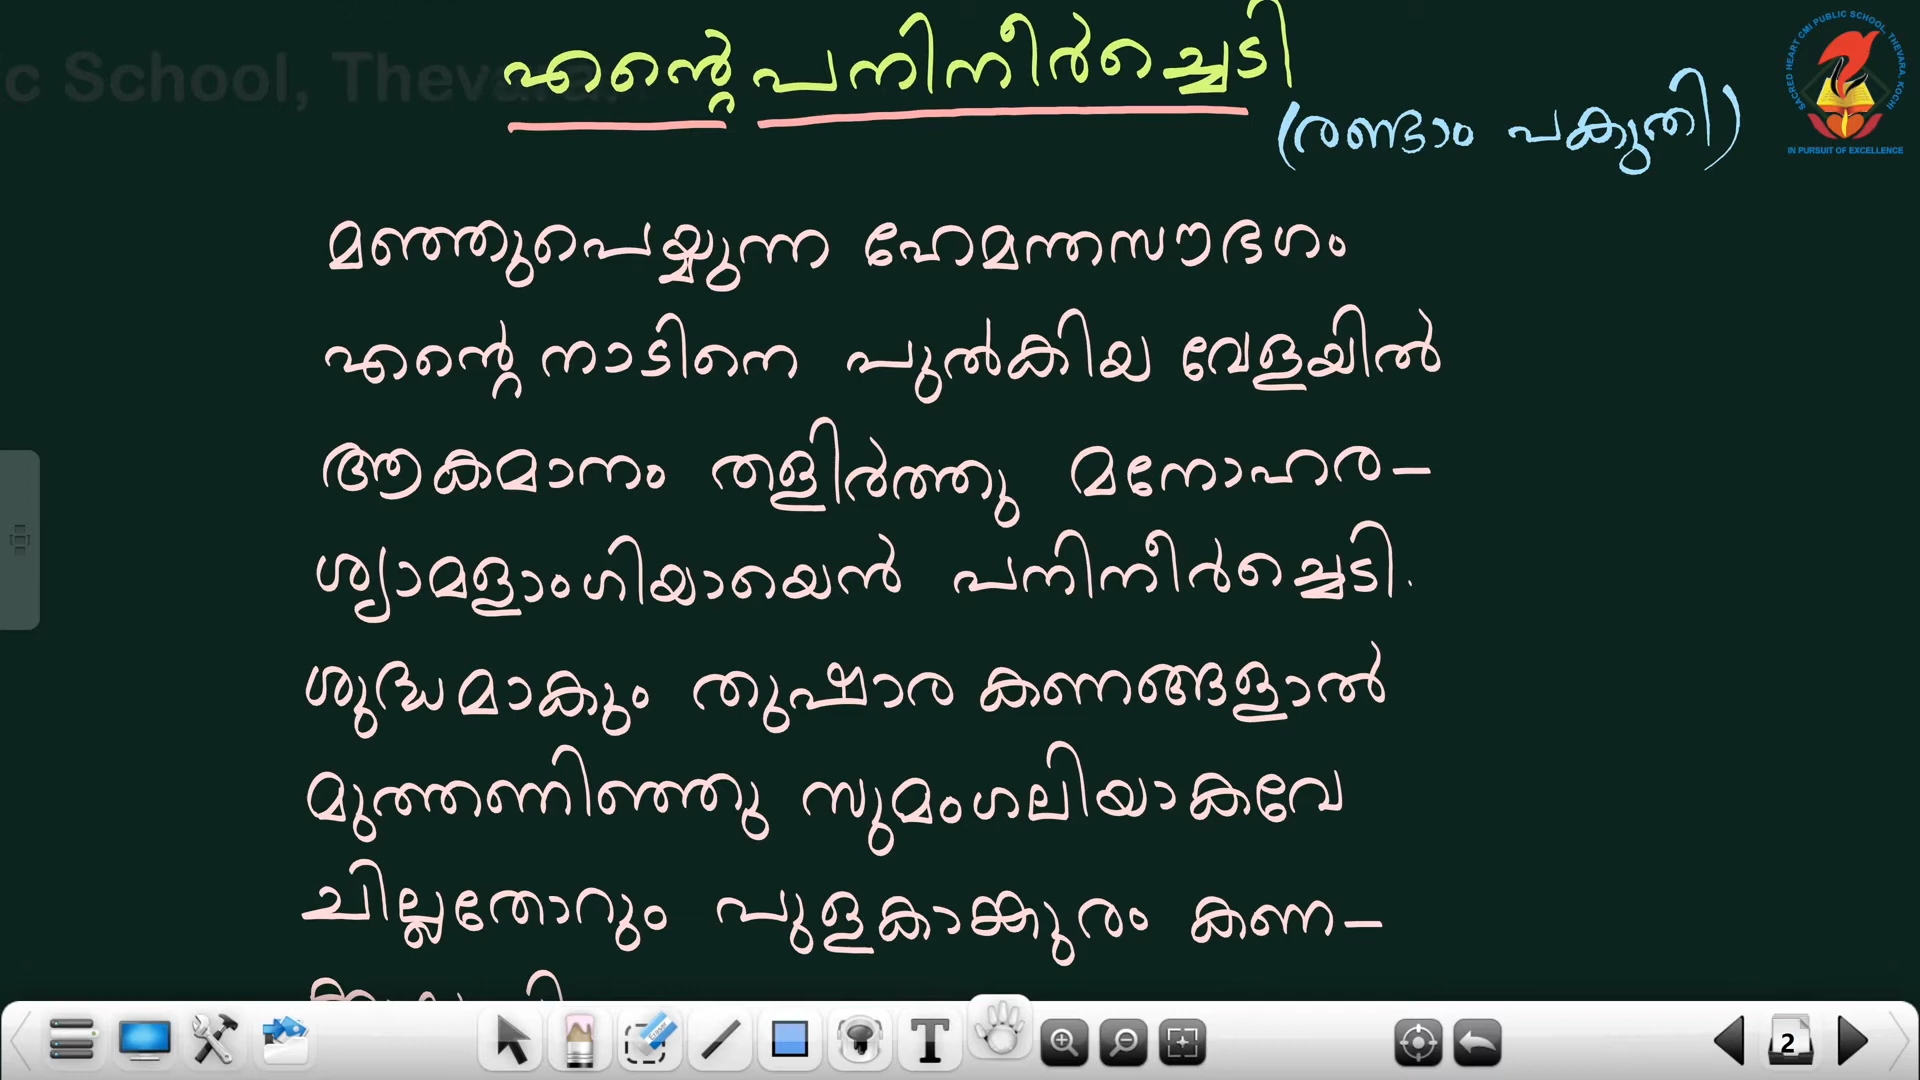 ic School, Thevara.
എന്റെ പനിനീർച്ചെടി
(രണ്ടാം പകുതി)
SACRED HEART CMI PUBLIC SCHOOL, THEVARA, KOCHI
IN PURSUIT OF EXCELLENCE
മഞ്ഞുപെയ്യുന്ന ഹേമന്തസൗഭഗം
എന്റെ നാടിനെ പുൽകിയ വേളയിൽ
ആകമാനം തളിർത്തു മനോഹര-
ശ്യാമളാംഗിയായെൻ പനിനീർച്ചെടി.
ശുദ്ധമാകും തുഷാര കണങ്ങളാൽ
മുത്തണിഞ്ഞു സുമംഗലിയാകവേ
ചില്ലതോറും പുളകാങ്കുരം കണ-
T
2